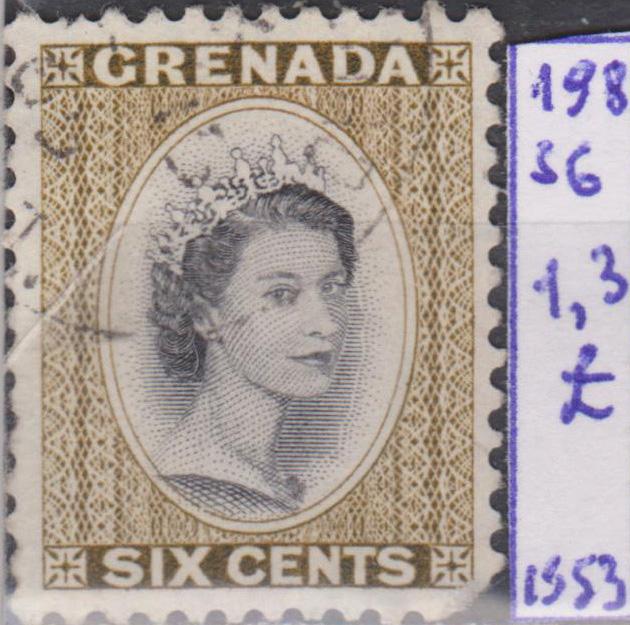 GRENADA
SIX CENTS
198
SG
1,3
£
1953